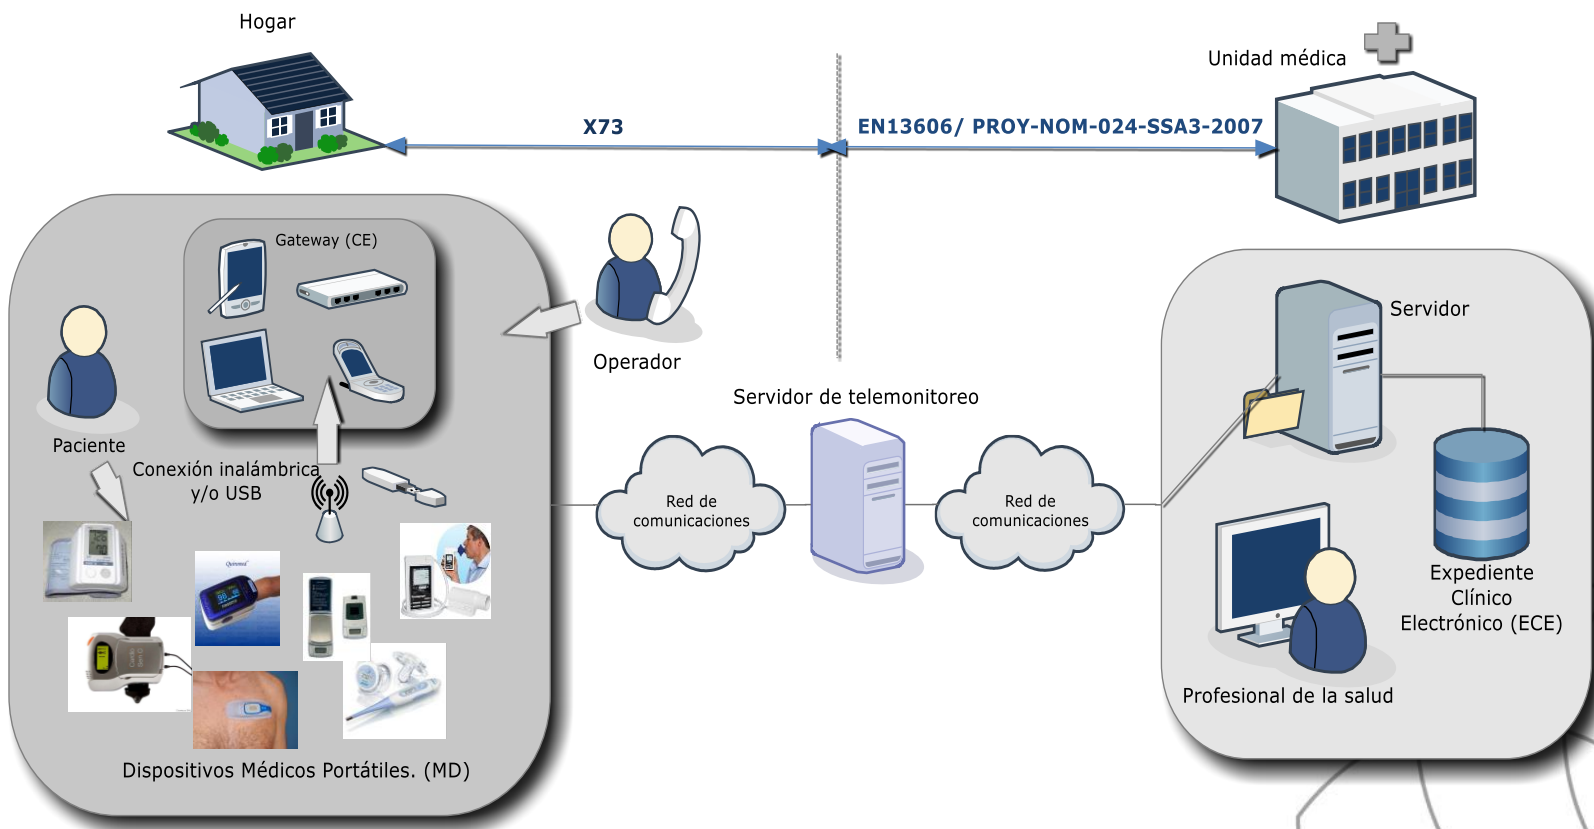 Hogar
Unidad médica
X73
EN13606/ PROY-NOM-024-SSA3-2007
Gateway (CE)
Servidor
Operador
Servidor de telemonitoreo
Paciente
Conexión inalámbrica
y/o USB
Red de
comunicaciones
Red de
comunicaciones
Expediente
Clínico
Electrónico (ECE)
Profesional de la salud
Dispositivos Médicos Portátiles. (MD)